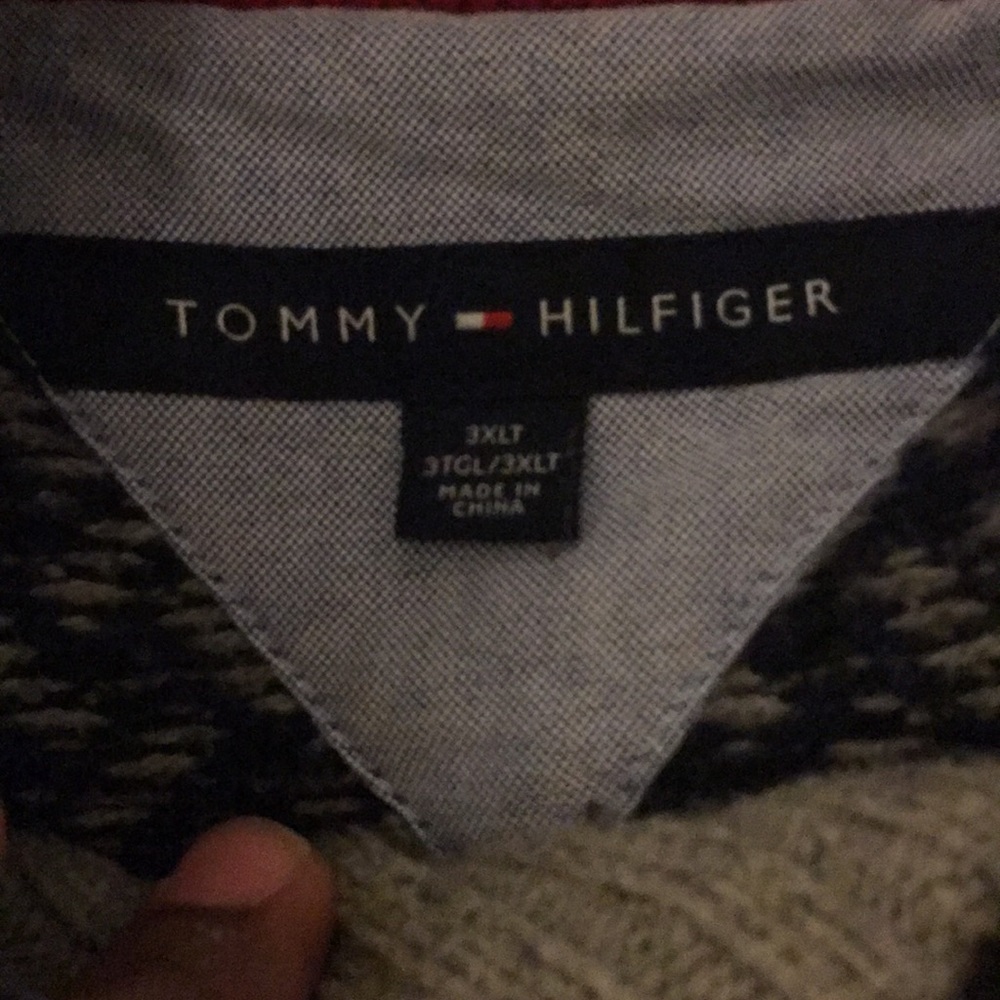 TOMMY HILFIGER
3XLT
3TGL/3XLT
MADE IN
CHINA